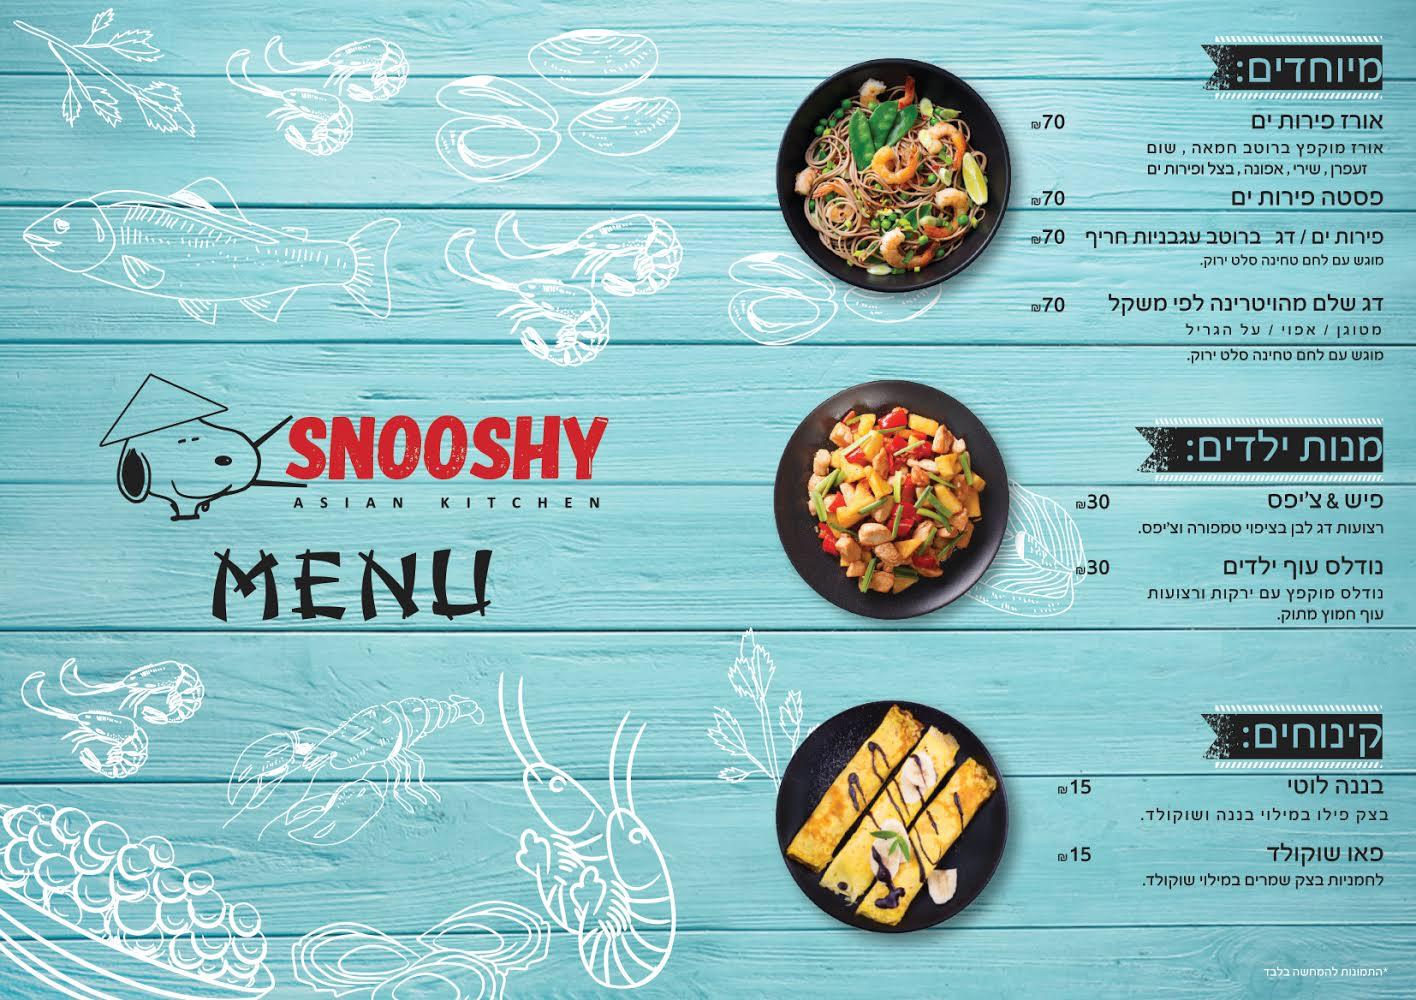 SNOOSHY
ASIAN KITCHEN
MENU
מיוחדים:
אורז פירות ים ₪70
אורז מוקפץ ברוטב חמאה , שום
זעפרן , שירי , אפונה , בצל ופירות ים
פסטה פירות ים ₪70
פירות ים / דג ברוטב עגבניות חריף ₪70
מוגש עם לחם טחינה סלט ירוק.
דג שלם מהויטרינה לפי משקל ₪70
מטוגן / אפוי / על הגריל
מוגש עם לחם טחינה סלט ירוק.
מנות ילדים:
פיש & צ'יפס ₪30
רצועות דג לבן בציפוי טמפורה וצ'יפס.
נודלס עוף ילדים ₪30
נודלס מוקפץ עם ירקות ורצועות
עוף חמוץ מתוק.
קינוחים:
בננה לוטי ₪15
בצק פילו במילוי בננה ושוקולד.
פאו שוקולד ₪15
לחמניות בצק שמרים במילוי שוקולד.
*התמונות להמחשה בלבד